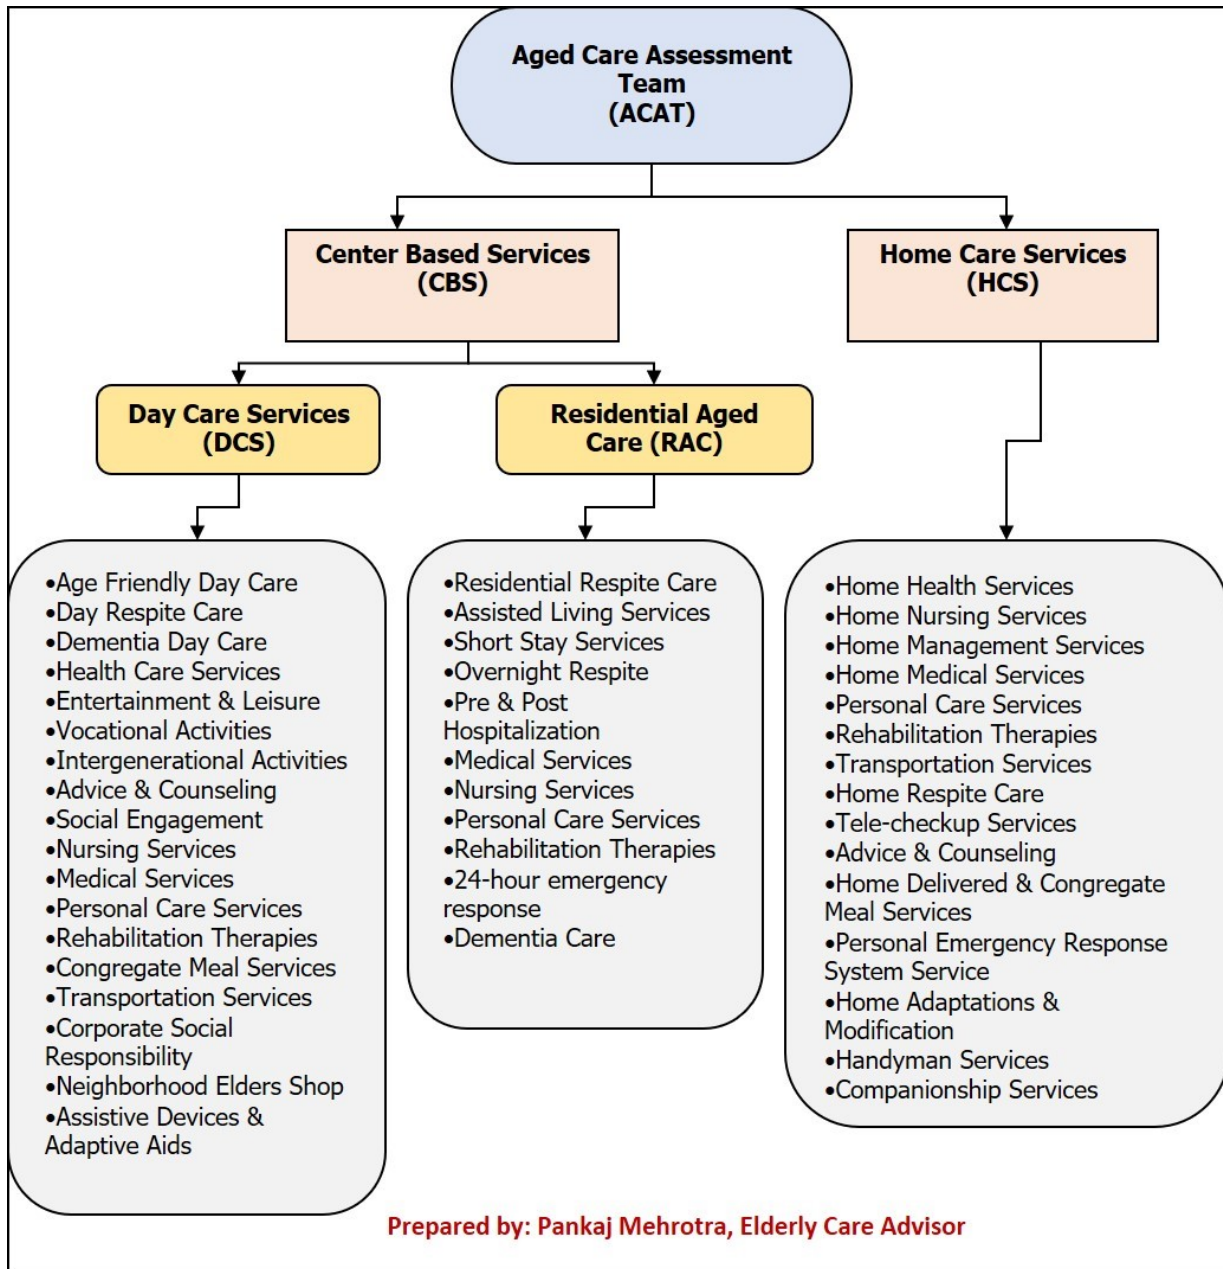 Aged Care Assessment
Team
(ACAT)
Center Based Services
(CBS)
Home Care Services
(HCS)
Day Care Services
(DCS)
Residential Aged
Care (RAC)
•Age Friendly Day Care
•Day Respite Care
•Dementia Day Care
•Health Care Services
•Entertainment & Leisure
•Vocational Activities
•Intergenerational Activities
•Advice & Counseling
•Social Engagement
•Nursing Services
•Medical Services
•Personal Care Services
•Rehabilitation Therapies
•Congregate Meal Services
•Transportation Services
•Corporate Social
Responsibility
•Neighborhood Elders Shop
•Assistive Devices &
Adaptive Aids
•Residential Respite Care
•Assisted Living Services
•Short Stay Services
•Overnight Respite
•Pre & Post
Hospitalization
•Medical Services
•Nursing Services
•Personal Care Services
•Rehabilitation Therapies
•24-hour emergency
response
•Dementia Care
•Home Health Services
•Home Nursing Services
•Home Management Services
•Home Medical Services
•Personal Care Services
•Rehabilitation Therapies
•Transportation Services
•Home Respite Care
•Tele-checkup Services
•Advice & Counseling
•Home Delivered & Congregate
Meal Services
•Personal Emergency Response
System Service
•Home Adaptations &
Modification
•Handyman Services
•Companionship Services
Prepared by: Pankaj Mehrotra, Elderly Care Advisor